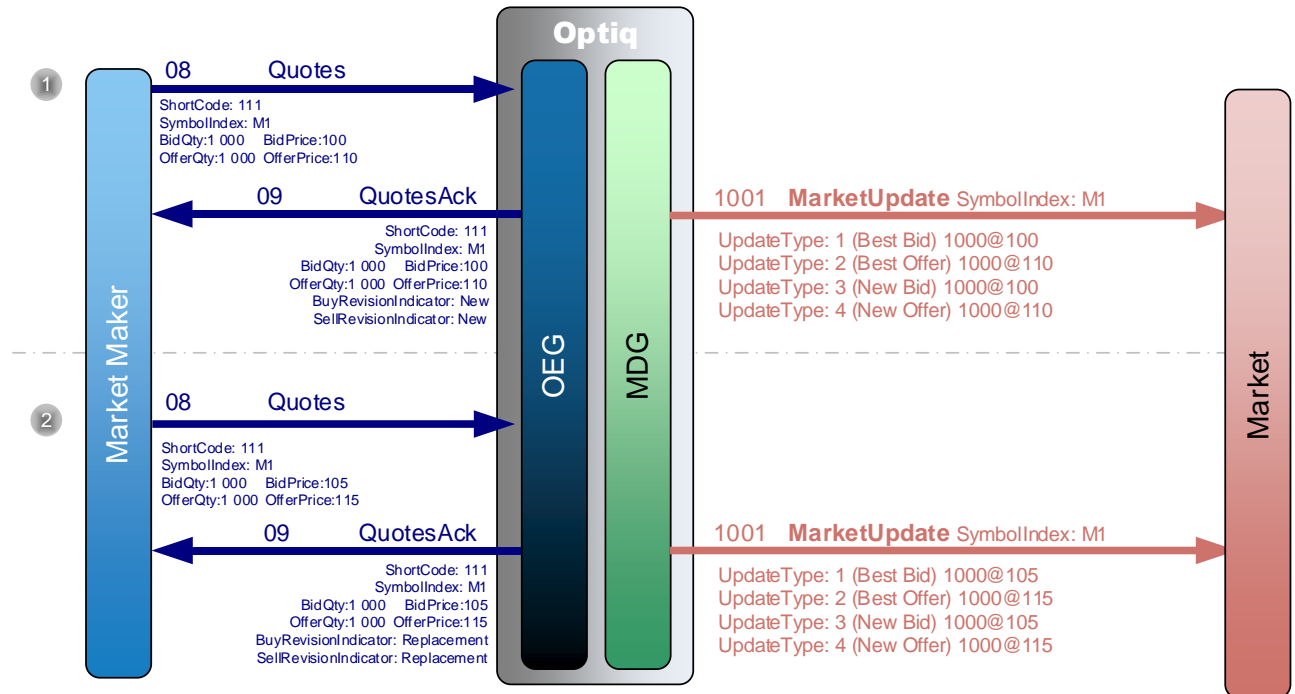 Optiq
1
Market Maker
OEG
MDG
Market
08 Quotes
ShortCode: 111
SymbolIndex: M1
BidQty:1 000 BidPrice:100
OfferQty:1 000 OfferPrice:110
09 QuotesAck
ShortCode: 111
SymbolIndex: M1
BidQty:1 000 BidPrice:100
OfferQty:1 000 OfferPrice:110
BuyRevisionIndicator: New
SellRevisionIndicator: New
1001 MarketUpdate SymbolIndex: M1
UpdateType: 1 (Best Bid) 1000@100
UpdateType: 2 (Best Offer) 1000@110
UpdateType: 3 (New Bid) 1000@100
UpdateType: 4 (New Offer) 1000@110
2
08 Quotes
ShortCode: 111
SymbolIndex: M1
BidQty:1 000 BidPrice:105
OfferQty:1 000 OfferPrice:115
09 QuotesAck
ShortCode: 111
SymbolIndex: M1
BidQty:1 000 BidPrice:105
OfferQty:1 000 OfferPrice:115
BuyRevisionIndicator: Replacement
SellRevisionIndicator: Replacement
1001 MarketUpdate SymbolIndex: M1
UpdateType: 1 (Best Bid) 1000@105
UpdateType: 2 (Best Offer) 1000@115
UpdateType: 3 (New Bid) 1000@105
UpdateType: 4 (New Offer) 1000@115